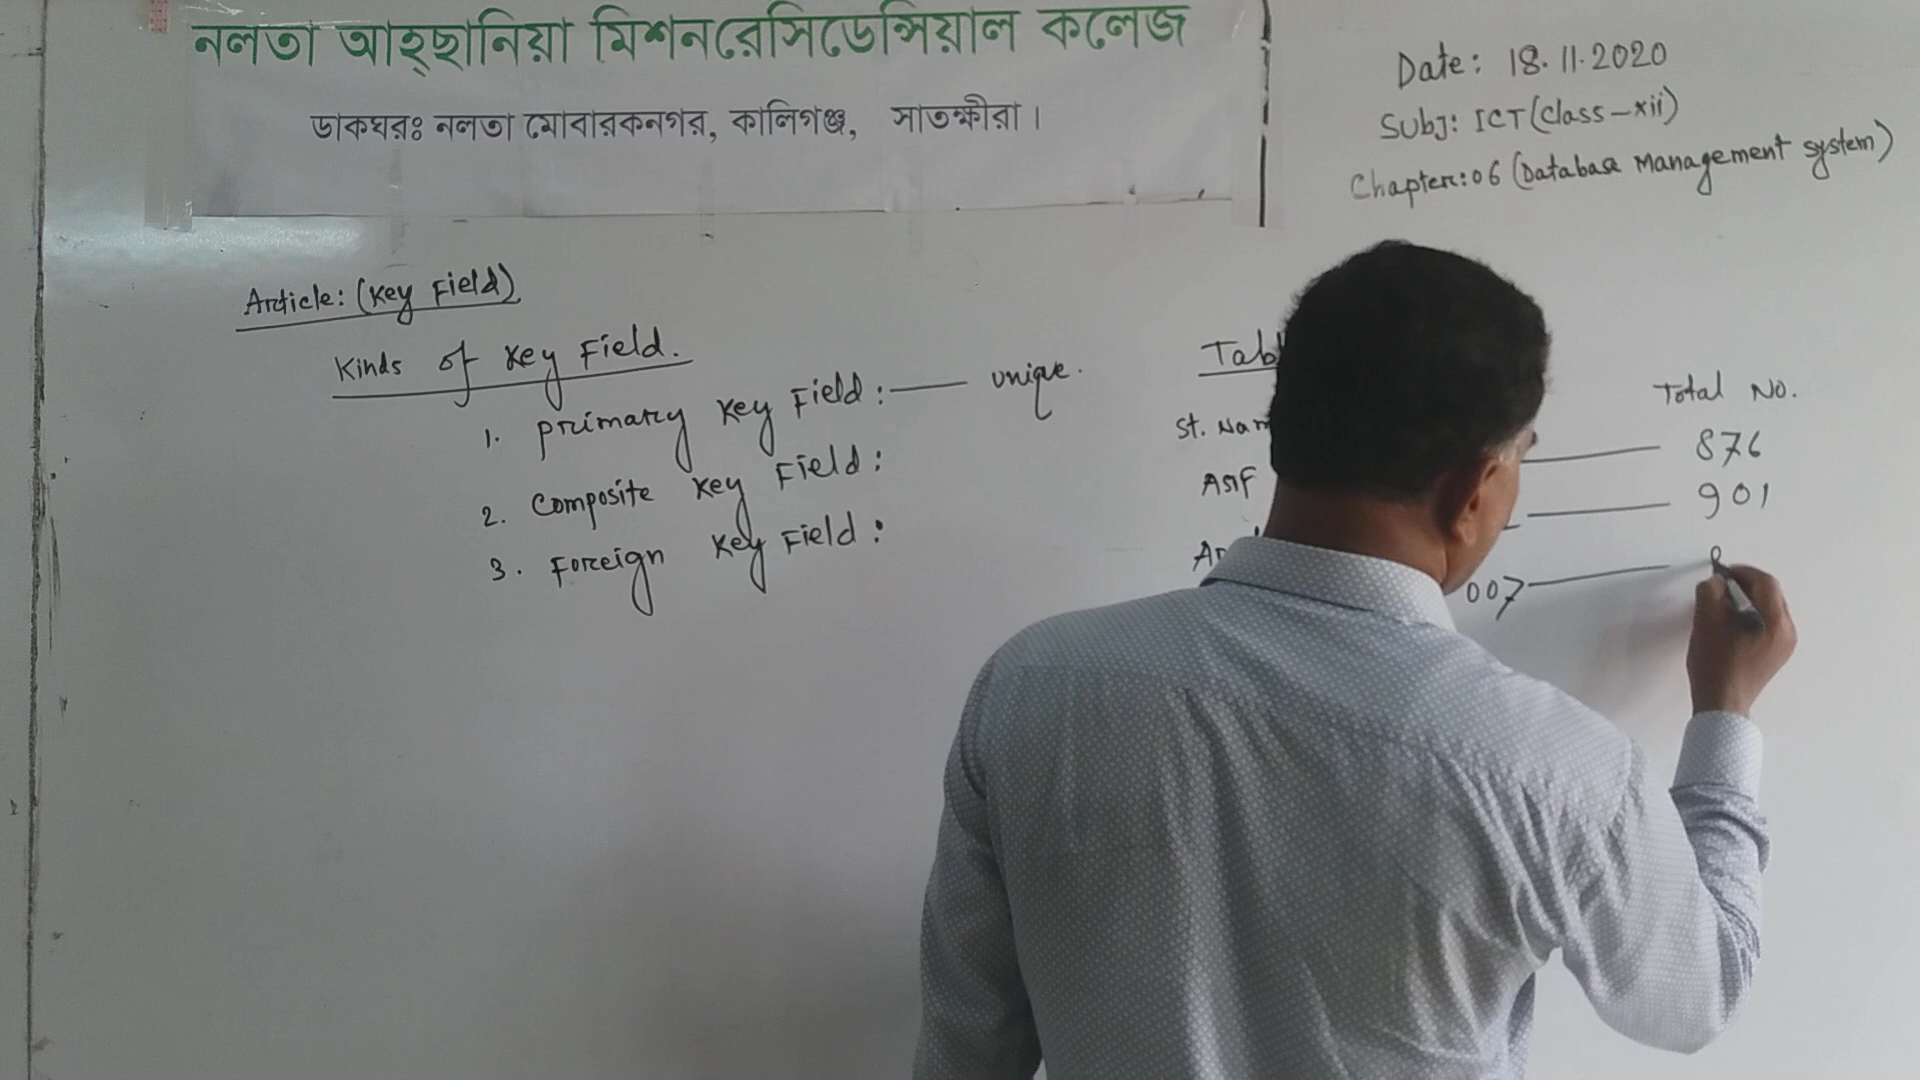 নলতা আহ্ছানিয়া মিশনরেসিডেন্সিয়াল কলেজ
ডাকঘরঃ নলতা মোবারকনগর, কালিগঞ্জ, সাতক্ষীরা।
Date: 18.11.2020
Subj: ICT (Class-xii)
Chapter: 06 (Database Management system)
Article: (Key Field)
Kinds of Key Field.
1. Primary Key Field: — unique.
2. Composite Key Field:
3. Foreign Key Field:
St. Total No.
876
901
007